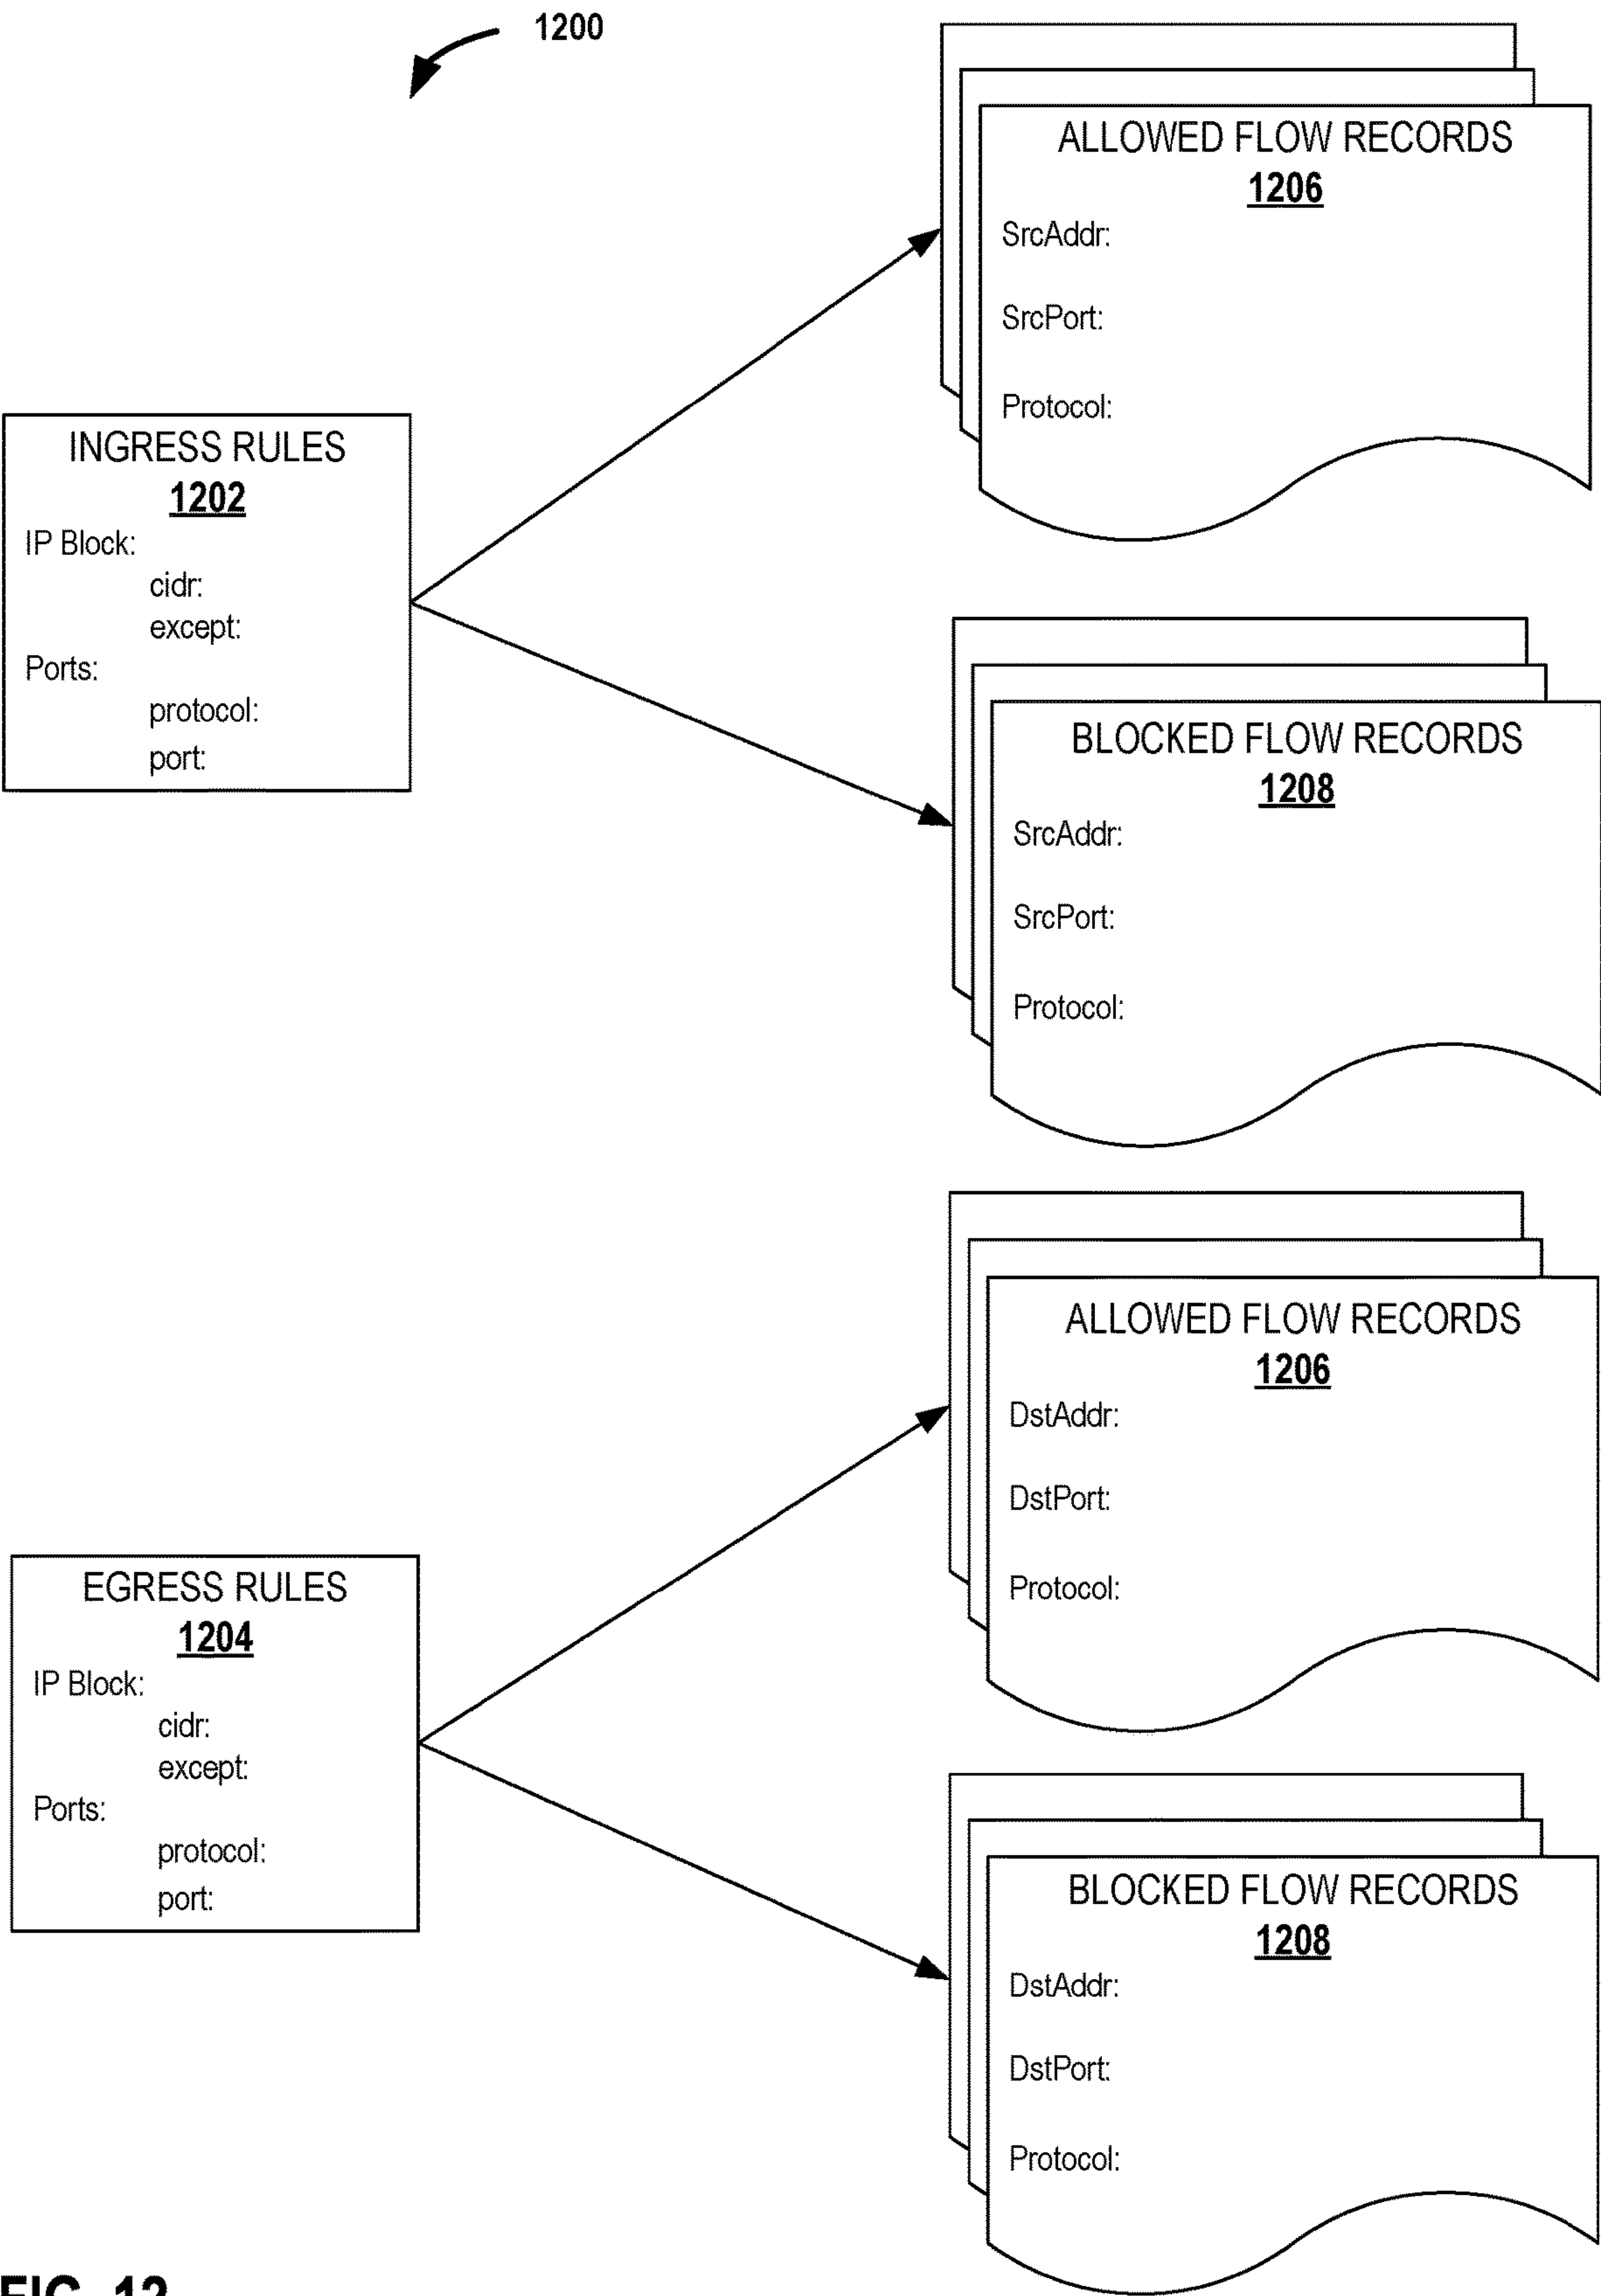 1200
ALLOWED FLOW RECORDS
1206
SrcAddr:
SrcPort:
Protocol:
INGRESS RULES
1202
IP Block:
cidr:
except:
Ports:
protocol:
port:
BLOCKED FLOW RECORDS
1208
SrcAddr:
SrcPort:
Protocol:
ALLOWED FLOW RECORDS
1206
DstAddr:
DstPort:
Protocol:
EGRESS RULES
1204
IP Block:
cidr:
except:
Ports:
protocol:
port:
BLOCKED FLOW RECORDS
1208
DstAddr:
DstPort:
Protocol:
FIG. 12